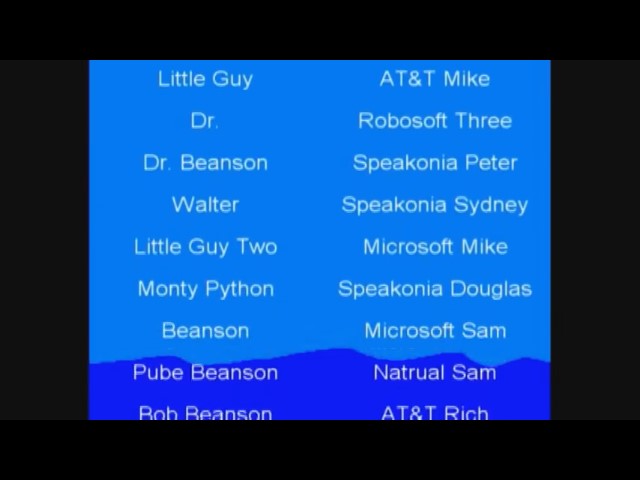 Little Guy AT&T Mike
Dr. Robosoft Three
Dr. Beanson Speakonia Peter
Walter Speakonia Sydney
Little Guy Two Microsoft Mike
Monty Python Speakonia Douglas
Beanson Microsoft Sam
Pube Beanson Natrual Sam
Bob Beanson AT&T Rich